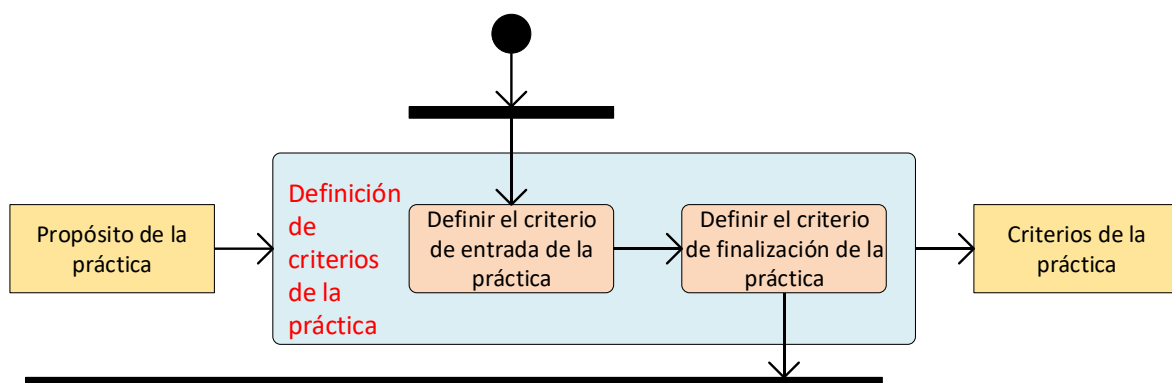 Propósito de la
práctica
Definición
de
criterios
de la
práctica
Definir el criterio
de entrada de la
práctica
Definir el criterio
de finalización de la
práctica
Criterios de la
práctica